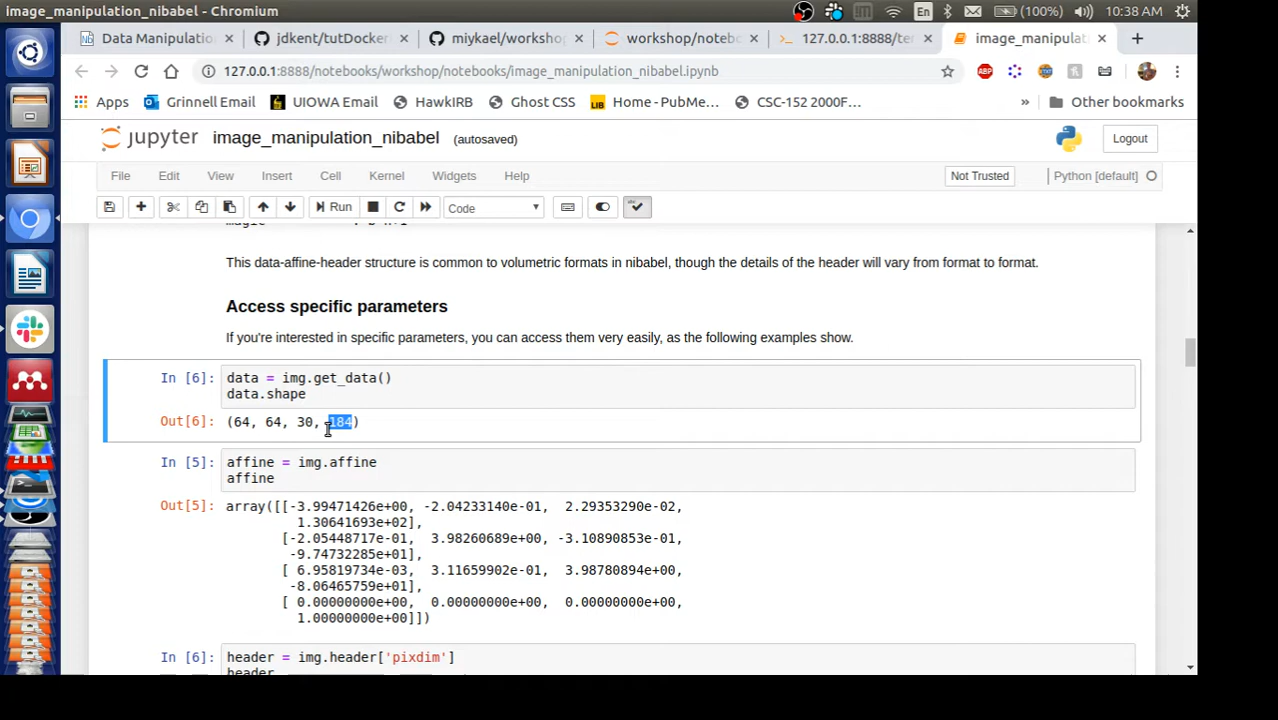 image_manipulation_nibabel - Chromium
En
(100%)
10:38 AM
Data Manipulatio
jdkent/tutDocker
miykael/worksho
workshop/noteb
127.0.0.1:8888/ter
image_manipulati
127.0.0.1:8888/notebooks/workshop/notebooks/image_manipulation_nibabel.ipynb
ABP
Apps
Grinnell Email
UIOWA Email
HawkIRB
Ghost CSS
LIB
Home - PubMe...
CSC-152 2000F...
»
Other bookmarks
jupyter
image_manipulation_nibabel
(autosaved)
Logout
File
Edit
View
Insert
Cell
Kernel
Widgets
Help
Not Trusted
Python [default]
Run
Code
This data-affine-header structure is common to volumetric formats in nibabel, though the details of the header will vary from format to format.
Access specific parameters
If you're interested in specific parameters, you can access them very easily, as the following examples show.
In [6]: data = img.get_data()
data.shape
Out[6]: (64, 64, 30, 184)
In [5]: affine = img.affine
affine
Out[5]: array([[-3.99471426e+00, -2.04233140e-01,  2.29353290e-02,
1.30641693e+02],
[-2.05448717e-01,  3.98260689e+00, -3.10890853e-01,
-9.74732285e+01],
[ 6.95819734e-03,  3.11659902e-01,  3.98780894e+00,
-8.06465759e+01],
[ 0.00000000e+00,  0.00000000e+00,  0.00000000e+00,
1.00000000e+00]])
In [6]: header = img.header['pixdim']
header